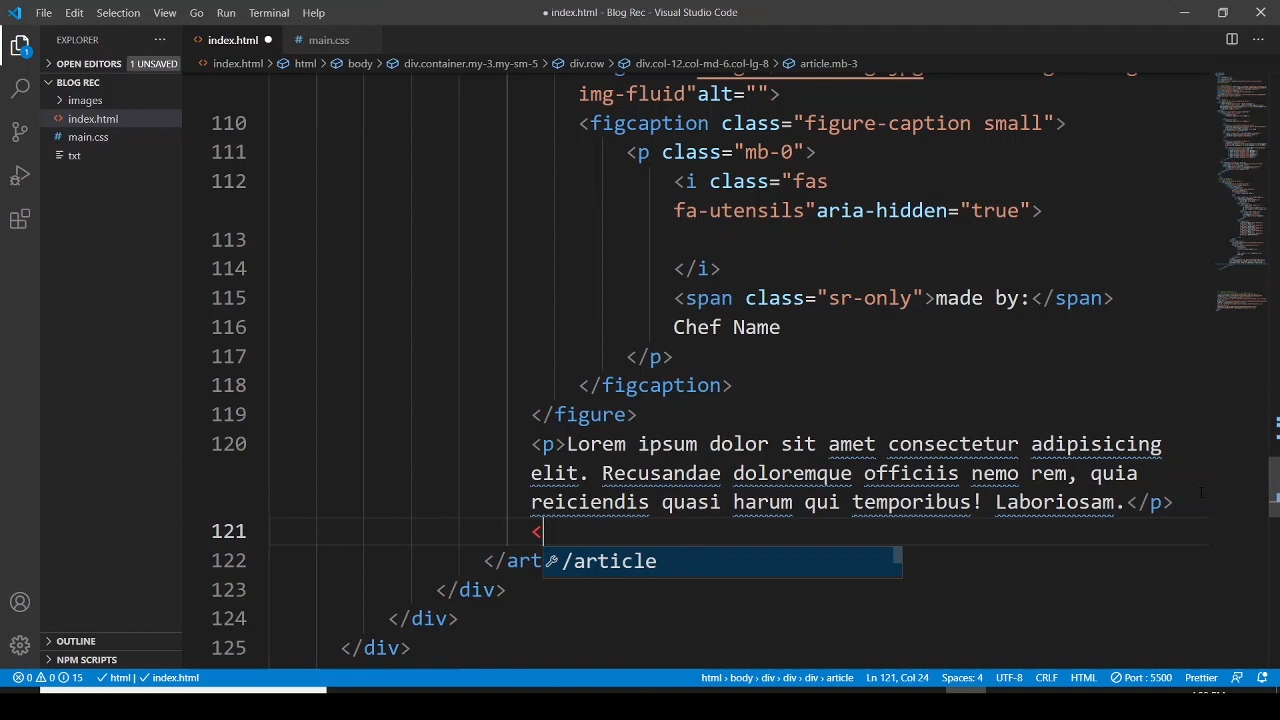 File Edit Selection View Go Run Terminal Help
● index.html - Blog Rec - Visual Studio Code
EXPLORER ...
OPEN EDITORS 1 UNSAVED
BLOG REC
images
index.html
main.css
txt
OUTLINE
NPM SCRIPTS
1
index.html ● main.css
index.html > html > body > div.container.my-3.my-sm-5 > div.row > div.col-12.col-md-6.col-lg-8 > article.mb-3
img-fluid"alt="">
110 <figcaption class="figure-caption small">
111 <p class="mb-0">
112 <i class="fas
fa-utensils"aria-hidden="true">
113
114 </i>
115 <span class="sr-only">made by:</span>
116 Chef Name
117 </p>
118 </figcaption>
119 </figure>
120 <p>Lorem ipsum dolor sit amet consectetur adipisicing
elit. Recusandae doloremque officiis nemo rem, quia
reiciendis quasi harum qui temporibus! Laboriosam.</p>
121 <
122 </art
/article
123 </div>
124 </div>
125 </div>
0 0 15 html | index.html
html › body › div › div › div › article Ln 121, Col 24 Spaces: 4 UTF-8 CRLF HTML Port : 5500 Prettier